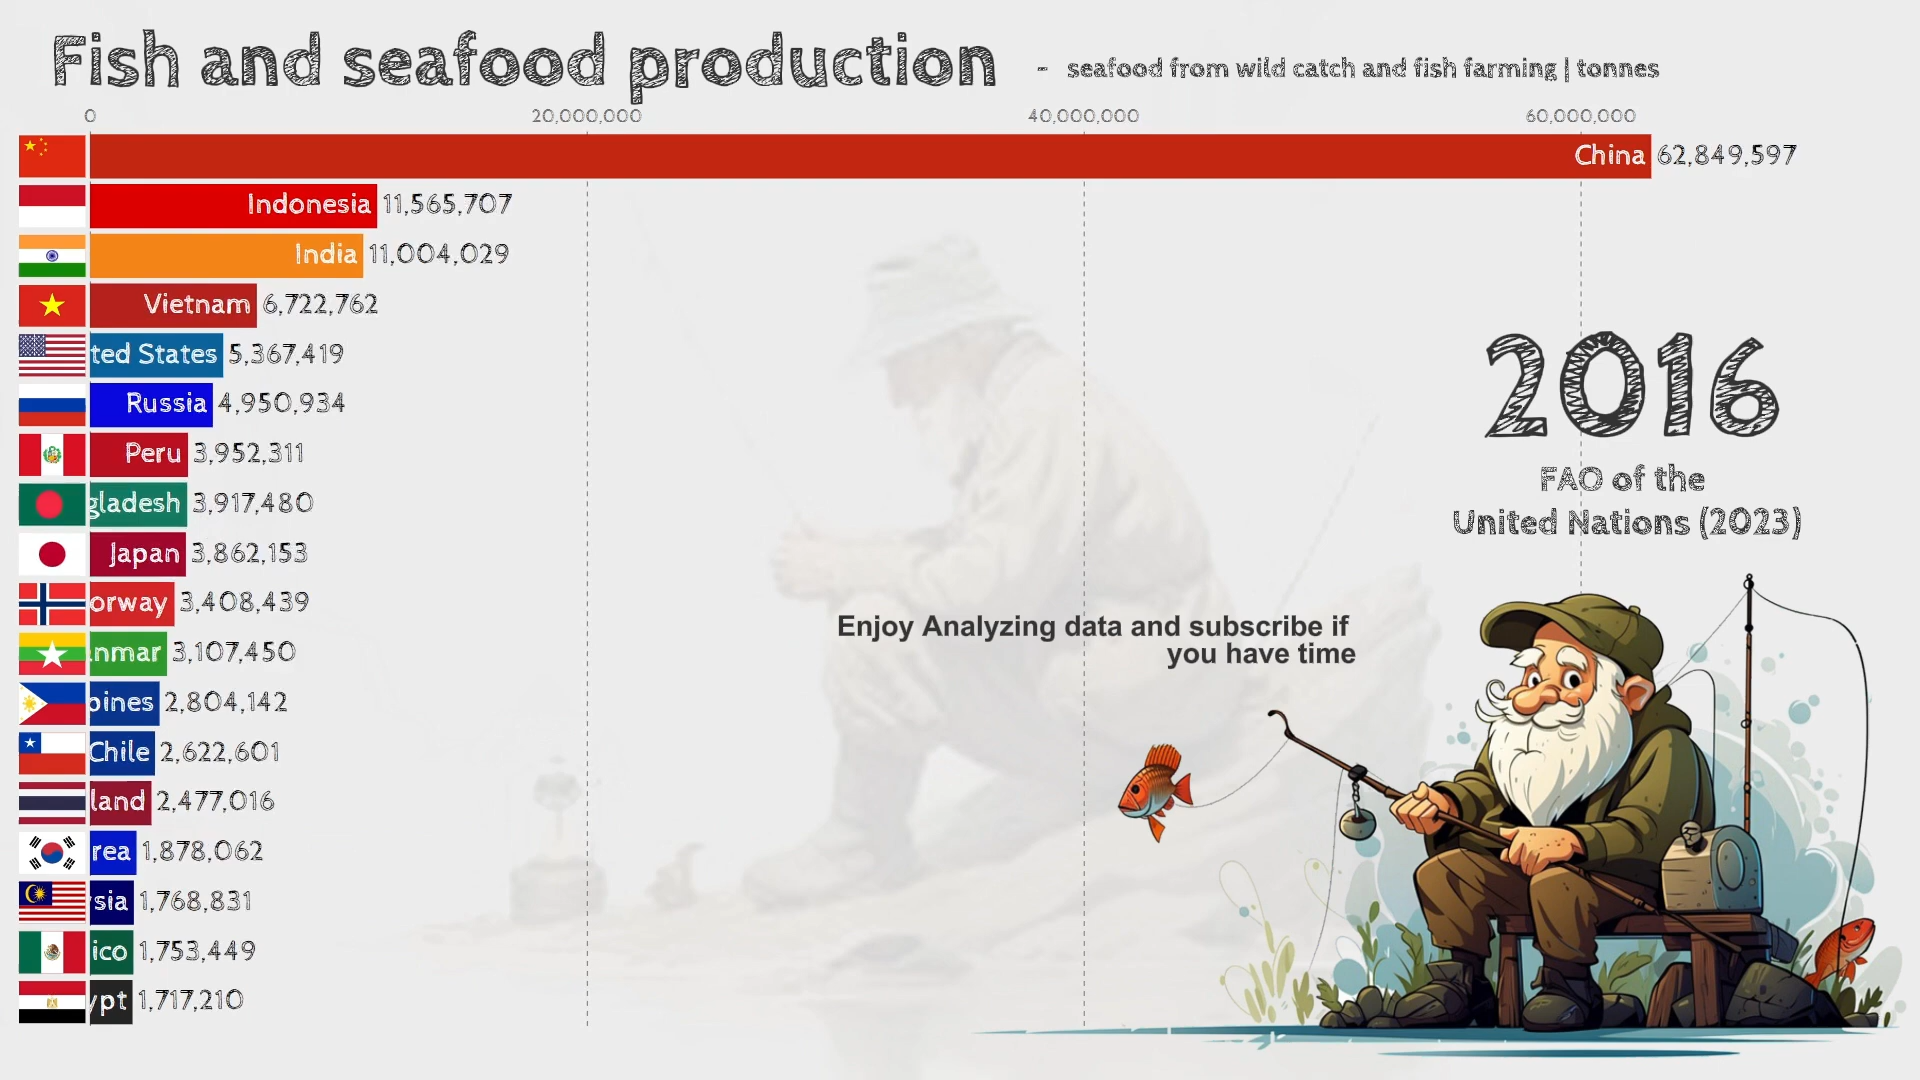 Fish and seafood production - seafood from wild catch and fish farming | tonnes
0 20,000,000 40,000,000 60,000,000
China 62,849,597
Indonesia 11,565,707
India 11,004,029
Vietnam 6,722,762
ted States 5,367,419
Russia 4,950,934
Peru 3,952,311
gladesh 3,917,480
Japan 3,862,153
orway 3,408,439
nmar 3,107,450
pines 2,804,142
Chile 2,622,601
land 2,477,016
rea 1,878,062
sia 1,768,831
ico 1,753,449
ypt 1,717,210
2016
FAO of the
United Nations (2023)
Enjoy Analyzing data and subscribe if
you have time